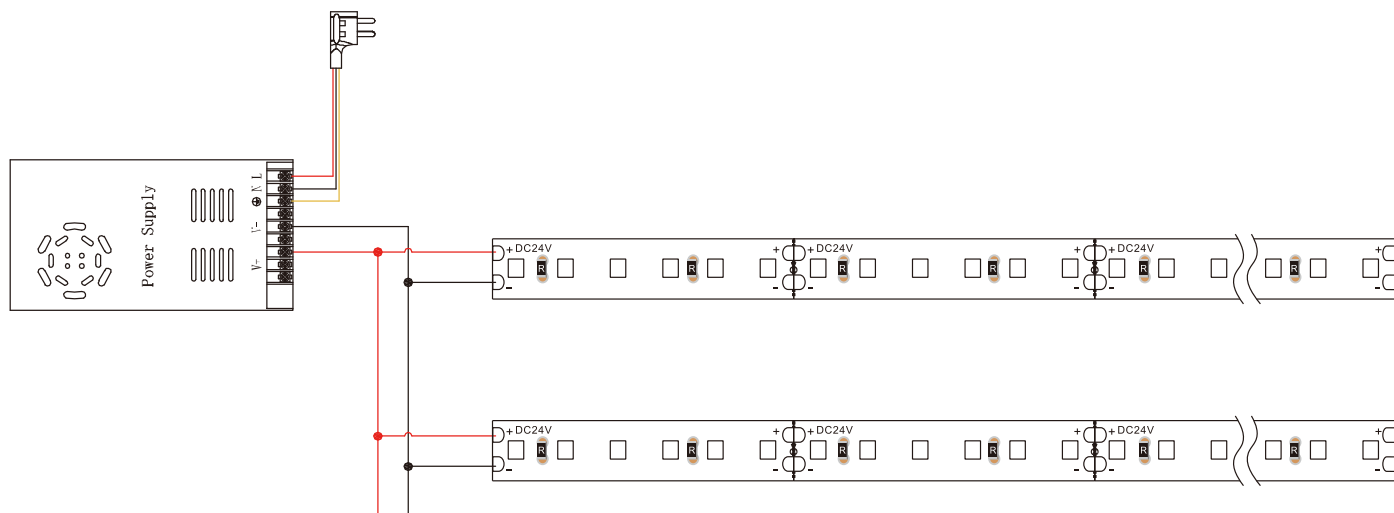 Power Supply
L
N
V-
+DC24V + +DC24V + +DC24V +
R R R R R R
- - - - - -
+DC24V + +DC24V + +DC24V +
R R R R R R
- - - - - -